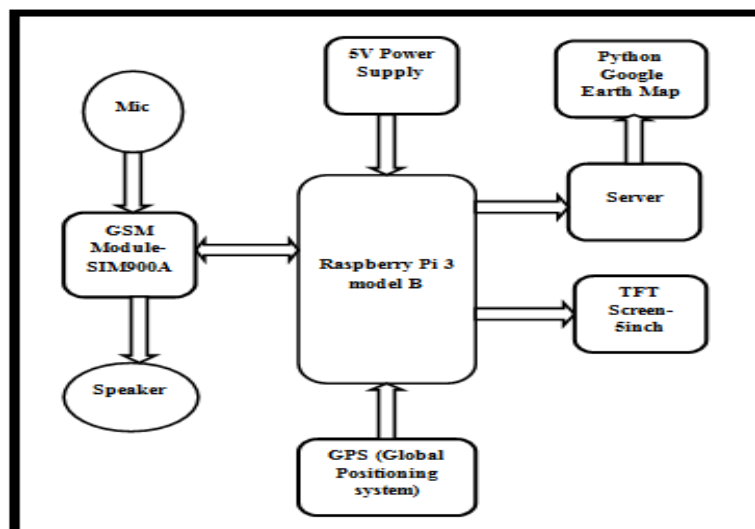 5V Power
Supply
Python
Google
Earth Map
Mic
Server
GSM
Module-
SIM900A
Raspberry Pi 3
model B
TFT
Screen-
5inch
Speaker
GPS (Global
Positioning
system)